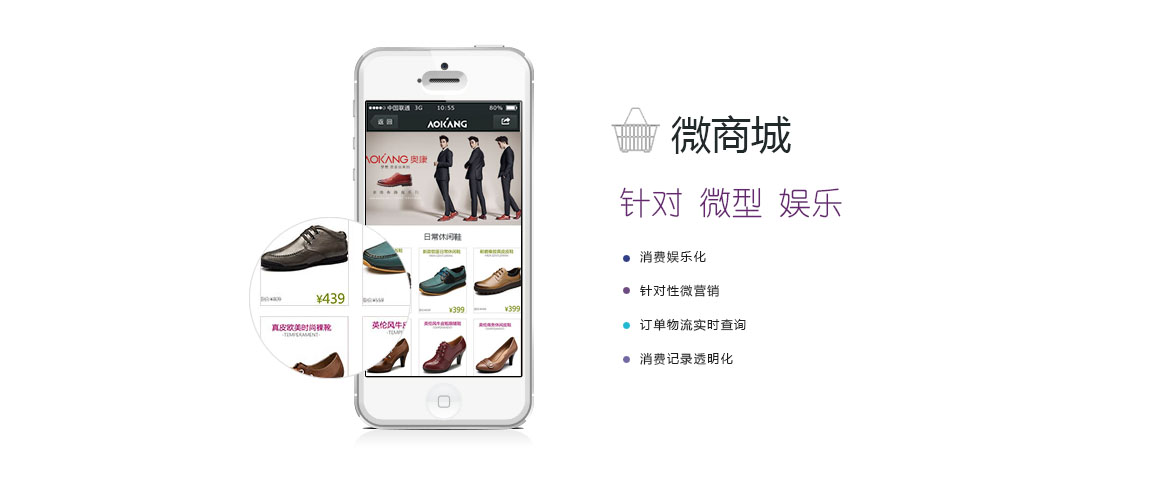 中国联通 3G 10:55 80%
返回
AOKANG
AOKANG 奥康
日常休闲鞋
¥439
¥399
¥399
真皮欧美时尚裸靴
-TEMPERAMENT-
英伦风牛皮
微商城
针对 微型 娱乐
消费娱乐化
针对性微营销
订单物流实时查询
消费记录透明化